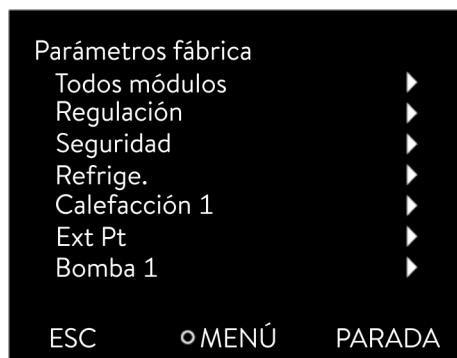 Parámetros fábrica
Todos módulos
Regulación
Seguridad
Refrige.
Calefacción 1
Ext Pt
Bomba 1
ESC MENÚ PARADA